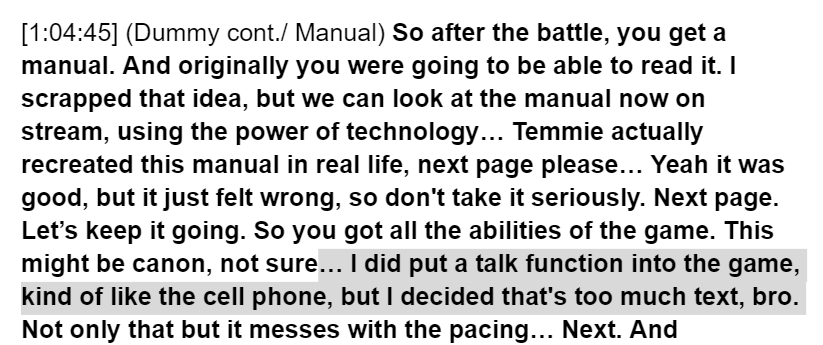 [1:04:45] (Dummy cont./ Manual) So after the battle, you get a
manual. And originally you were going to be able to read it. I
scrapped that idea, but we can look at the manual now on
stream, using the power of technology… Temmie actually
recreated this manual in real life, next page please… Yeah it was
good, but it just felt wrong, so don't take it seriously. Next page.
Let’s keep it going. So you got all the abilities of the game. This
might be canon, not sure… I did put a talk function into the game,
kind of like the cell phone, but I decided that's too much text, bro.
Not only that but it messes with the pacing… Next. And